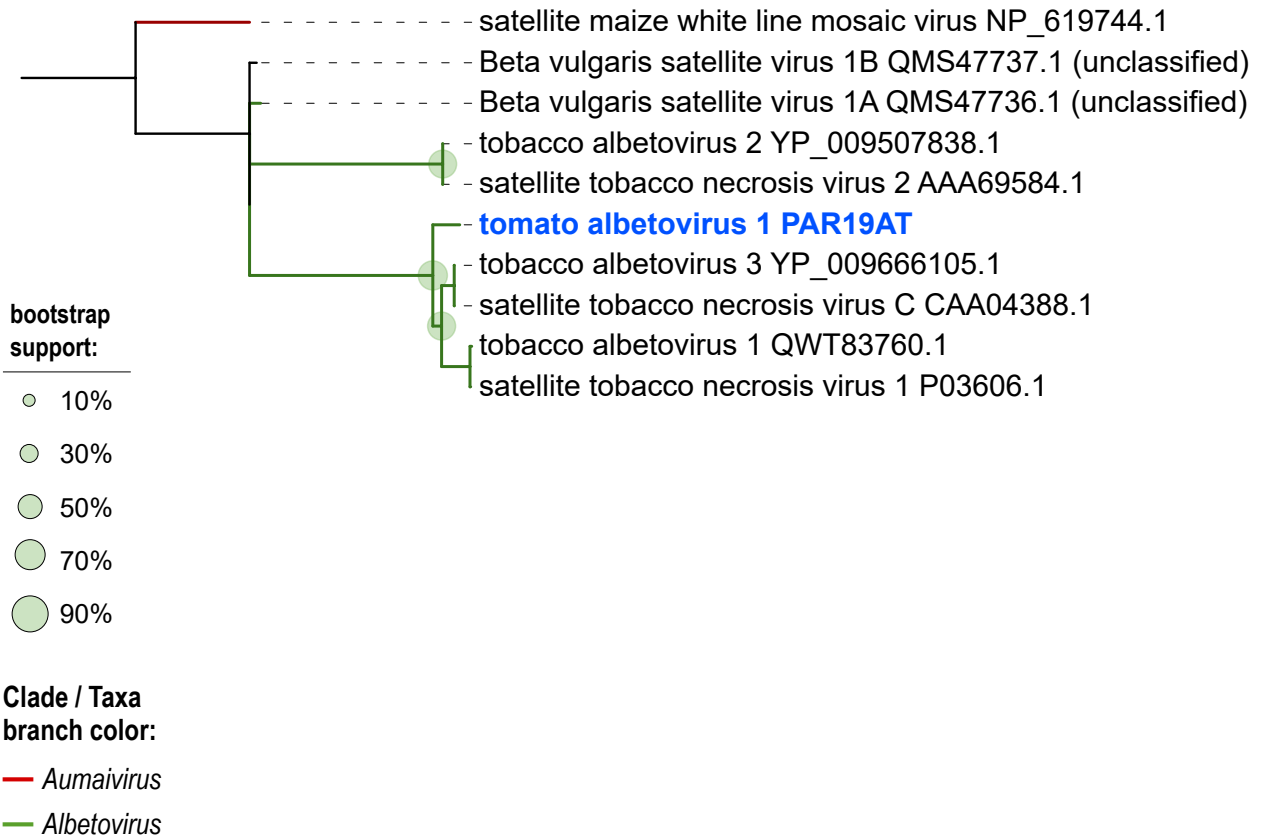 satellite maize white line mosaic virus NP_619744.1
Beta vulgaris satellite virus 1B QMS47737.1 (unclassified)
Beta vulgaris satellite virus 1A QMS47736.1 (unclassified)
tobacco albetovirus 2 YP_009507838.1
satellite tobacco necrosis virus 2 AAA69584.1
tomato albetovirus 1 PAR19AT
tobacco albetovirus 3 YP_009666105.1
satellite tobacco necrosis virus C CAA04388.1
tobacco albetovirus 1 QWT83760.1
satellite tobacco necrosis virus 1 P03606.1
bootstrap
support:
10%
30%
50%
70%
90%
Clade / Taxa
branch color:
Aumaivirus
Albetovirus